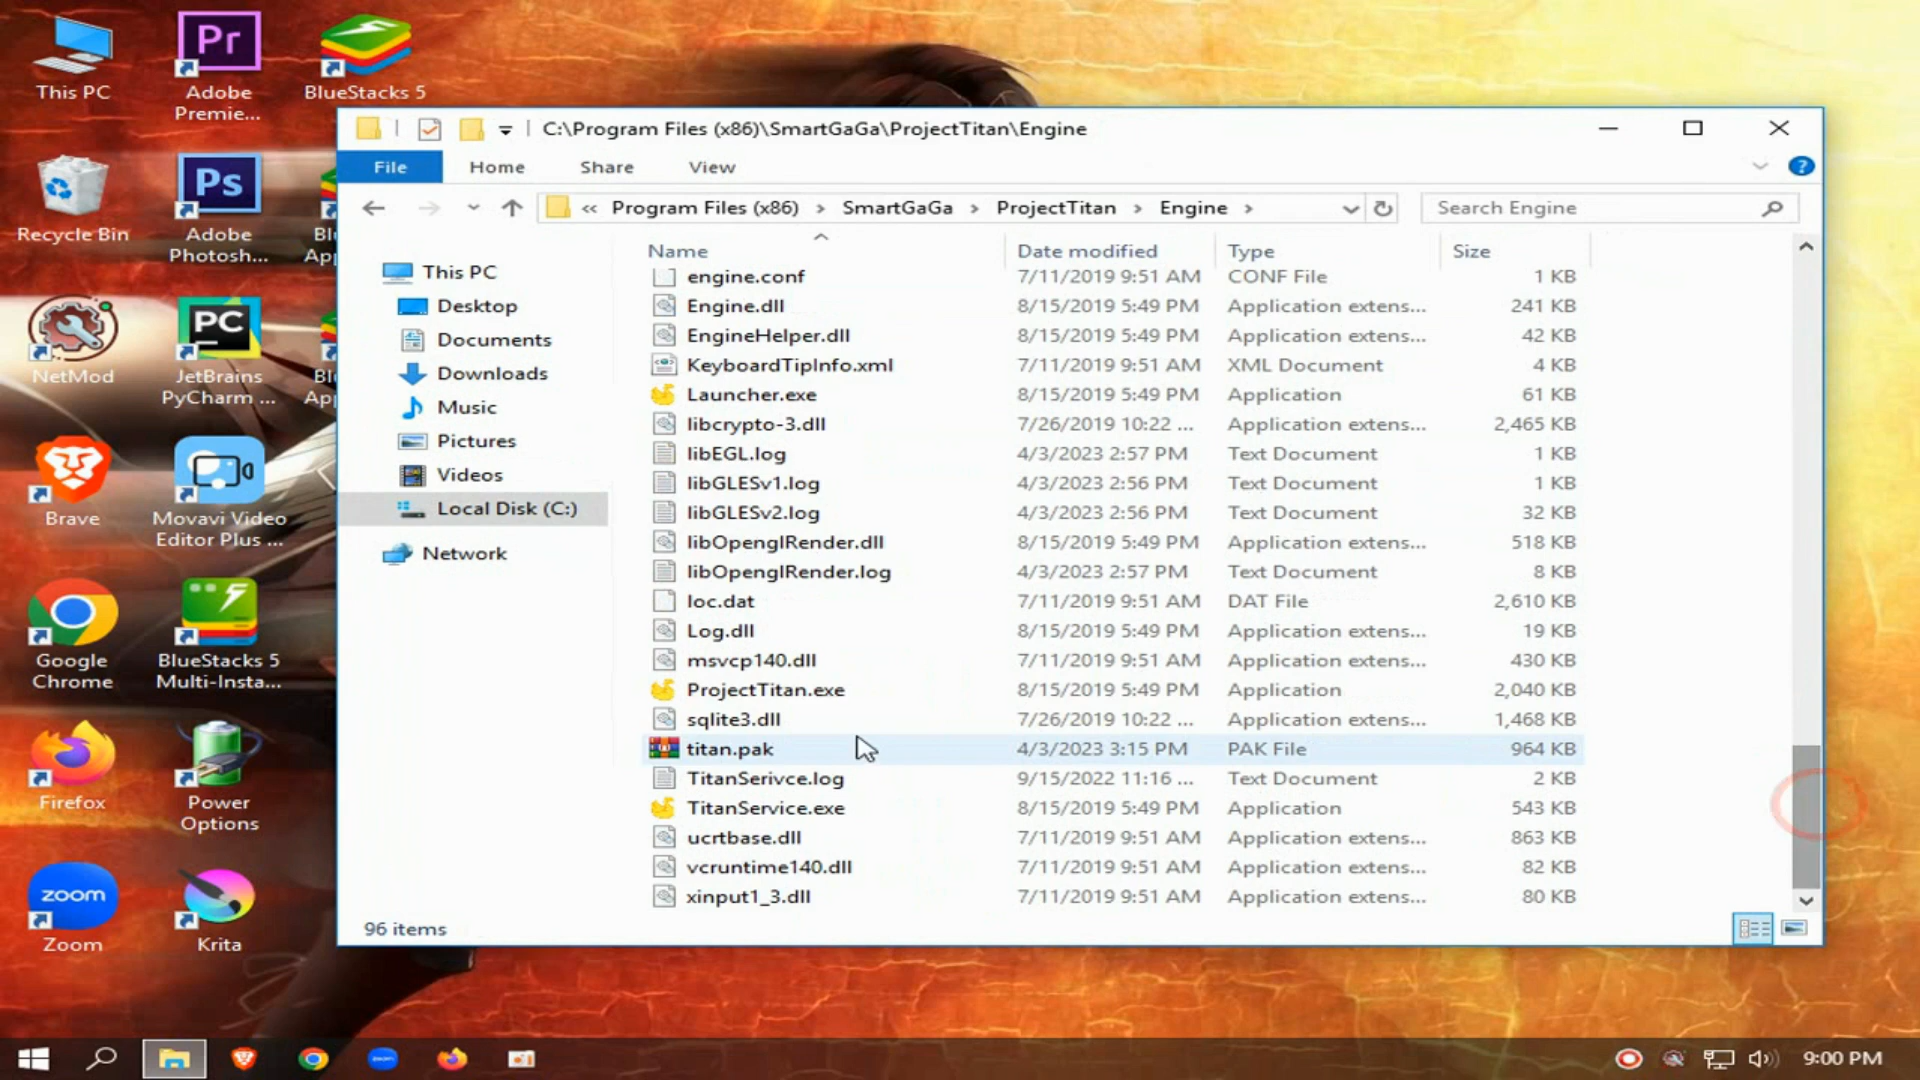 This PC
Adobe
Premie...
BlueStacks 5
Recycle Bin
Adobe
Photosh...
Blu
App
NetMod
JetBrains
PyCharm ...
Blu
App
Brave
Movavi Video
Editor Plus ...
Google
Chrome
BlueStacks 5
Multi-Insta...
Firefox
Power
Options
zoom
Zoom
Krita
Pr
Ps
PC
C:\Program Files (x86)\SmartGaGa\ProjectTitan\Engine
File Home Share View
« Program Files (x86) > SmartGaGa > ProjectTitan > Engine >
Search Engine
This PC
Desktop
Documents
Downloads
Music
Pictures
Videos
Local Disk (C:)
Network
Name Date modified Type Size
engine.conf 7/11/2019 9:51 AM CONF File 1 KB
Engine.dll 8/15/2019 5:49 PM Application extens... 241 KB
EngineHelper.dll 8/15/2019 5:49 PM Application extens... 42 KB
KeyboardTipInfo.xml 7/11/2019 9:51 AM XML Document 4 KB
Launcher.exe 8/15/2019 5:49 PM Application 61 KB
libcrypto-3.dll 7/26/2019 10:22 ... Application extens... 2,465 KB
libEGL.log 4/3/2023 2:57 PM Text Document 1 KB
libGLESv1.log 4/3/2023 2:56 PM Text Document 1 KB
libGLESv2.log 4/3/2023 2:56 PM Text Document 32 KB
libOpenglRender.dll 8/15/2019 5:49 PM Application extens... 518 KB
libOpenglRender.log 4/3/2023 2:57 PM Text Document 8 KB
loc.dat 7/11/2019 9:51 AM DAT File 2,610 KB
Log.dll 8/15/2019 5:49 PM Application extens... 19 KB
msvcp140.dll 7/11/2019 9:51 AM Application extens... 430 KB
ProjectTitan.exe 8/15/2019 5:49 PM Application 2,040 KB
sqlite3.dll 7/26/2019 10:22 ... Application extens... 1,468 KB
titan.pak 4/3/2023 3:15 PM PAK File 964 KB
TitanSerivce.log 9/15/2022 11:16 ... Text Document 2 KB
TitanService.exe 8/15/2019 5:49 PM Application 543 KB
ucrtbase.dll 7/11/2019 9:51 AM Application extens... 863 KB
vcruntime140.dll 7/11/2019 9:51 AM Application extens... 82 KB
xinput1_3.dll 7/11/2019 9:51 AM Application extens... 80 KB
96 items
9:00 PM